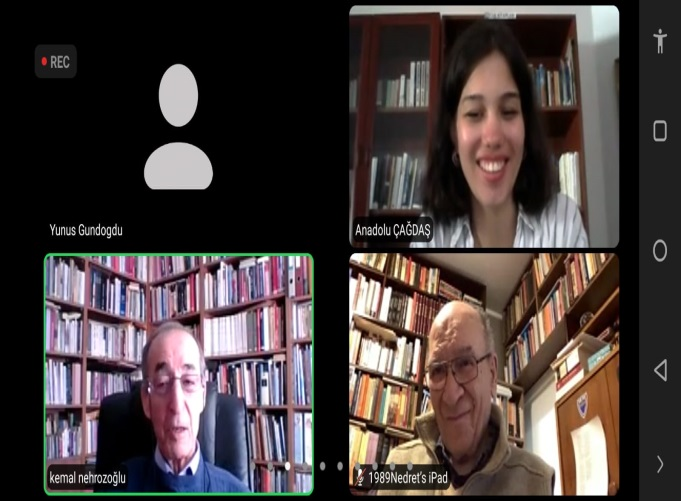 REC
Yunus Gundogdu
Anadolu ÇAĞDAŞ
kemal nehrozoğlu
1989Nedret's iPad